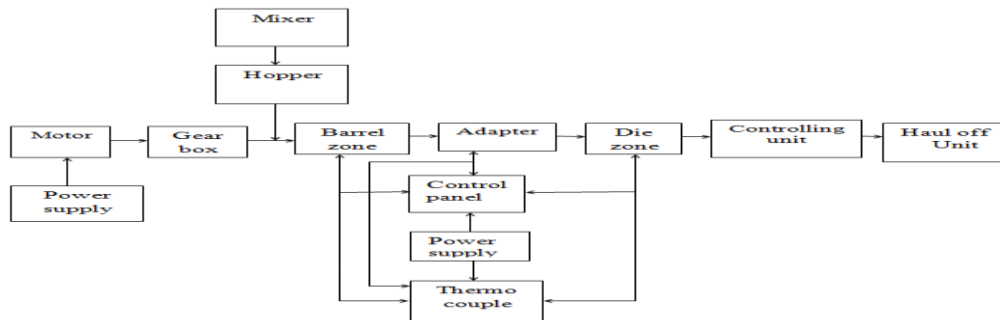 Mixer
Hopper
Motor
Gear
box
Barrel
zone
Adapter
Die
zone
Controlling
unit
Haul off
Unit
Power
supply
Control
panel
Power
supply
Thermo
couple